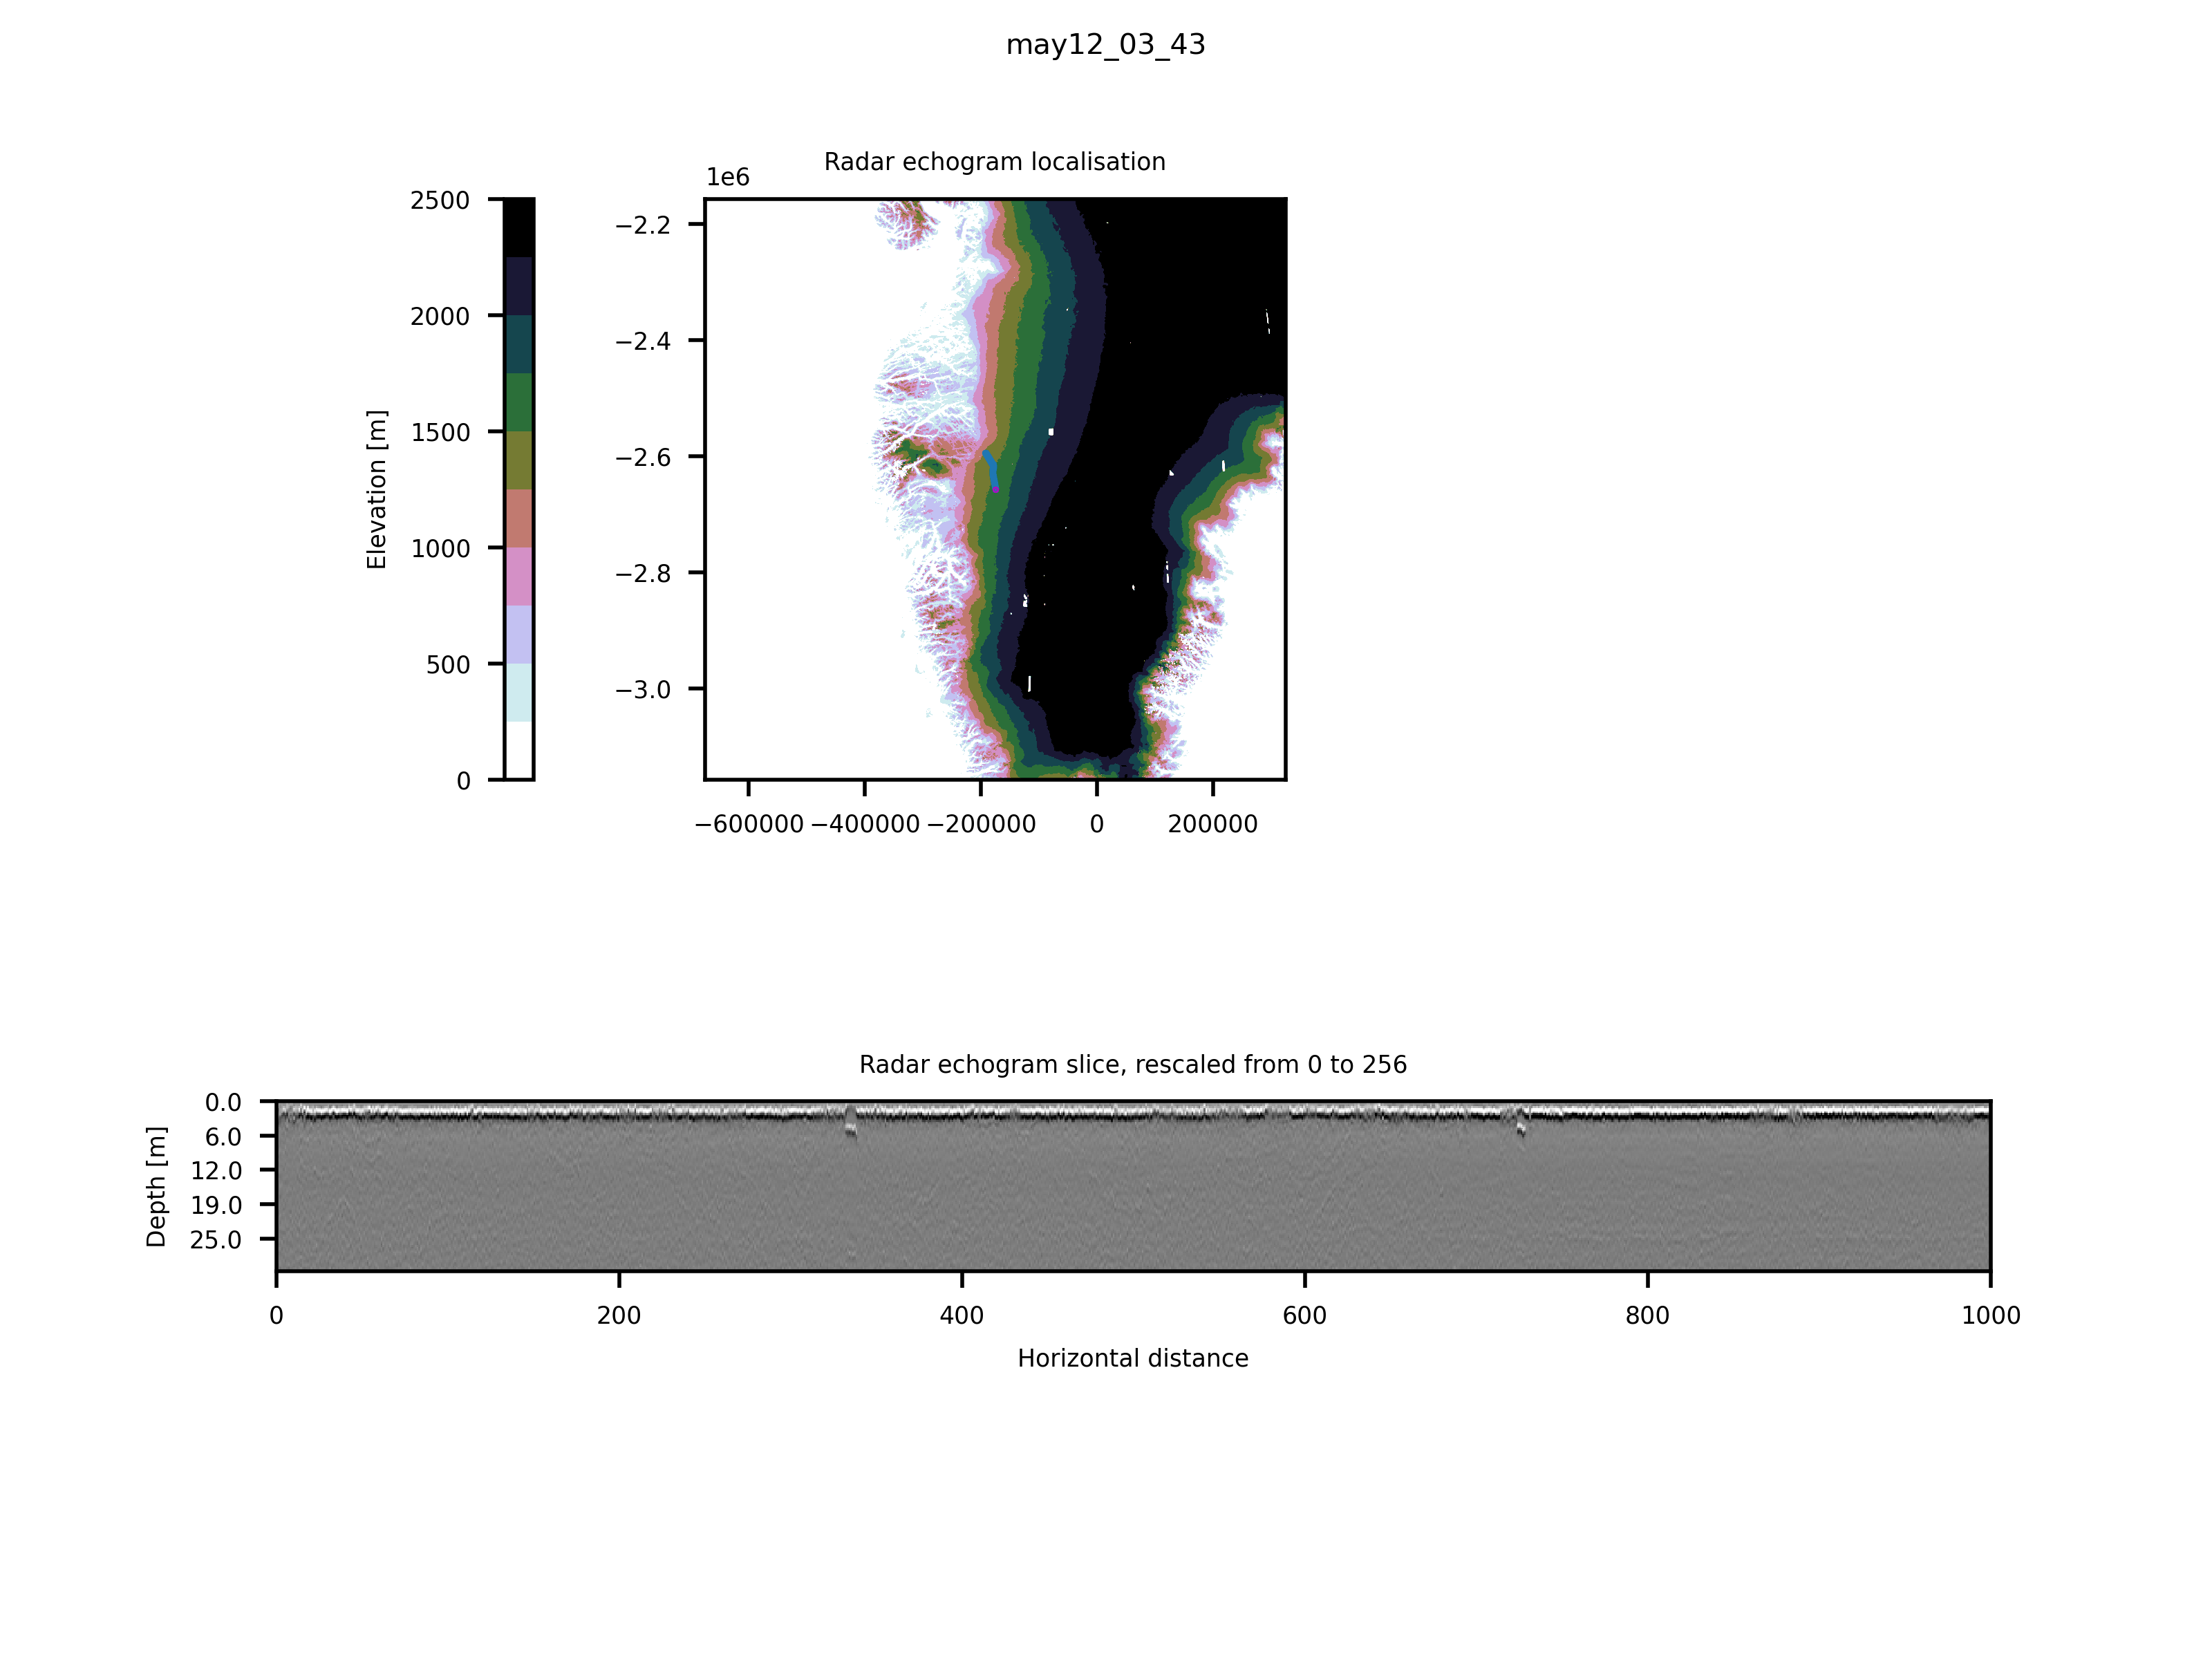 may12_03_43
Radar echogram localisation
1e6
2500
2000
1500
1000
500
0
Elevation [m]
−2.2
−2.4
−2.6
−2.8
−3.0
−600000 −400000 −200000 0 200000
Radar echogram slice, rescaled from 0 to 256
0.0
6.0
12.0
19.0
25.0
Depth [m]
0 200 400 600 800 1000
Horizontal distance